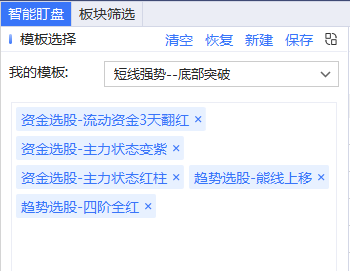 智能盯盘 板块筛选
模板选择 清空 恢复 新建 保存
我的模板: 短线强势--底部突破
资金选股-流动资金3天翻红 ×
资金选股-主力状态变紫 ×
资金选股-主力状态红柱 × 趋势选股-熊线上移 ×
趋势选股-四阶全红 ×